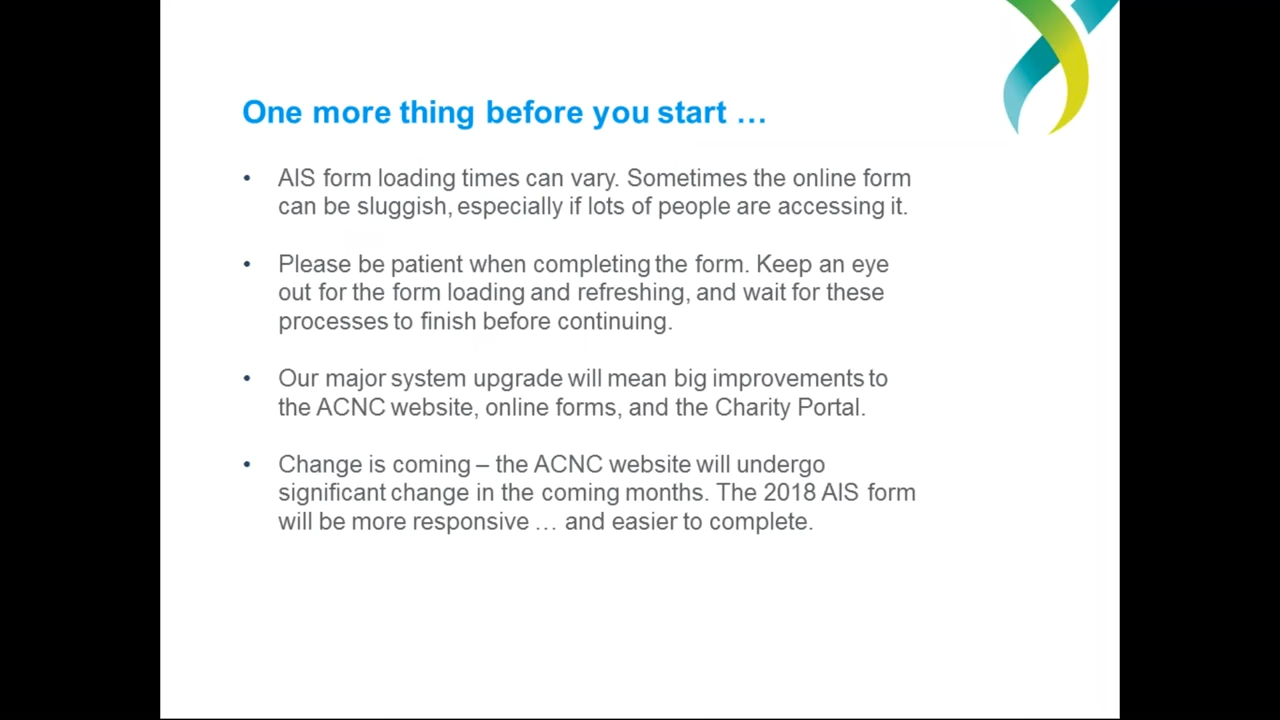 One more thing before you start …
• AIS form loading times can vary. Sometimes the online form
can be sluggish, especially if lots of people are accessing it.
• Please be patient when completing the form. Keep an eye
out for the form loading and refreshing, and wait for these
processes to finish before continuing.
• Our major system upgrade will mean big improvements to
the ACNC website, online forms, and the Charity Portal.
• Change is coming – the ACNC website will undergo
significant change in the coming months. The 2018 AIS form
will be more responsive … and easier to complete.